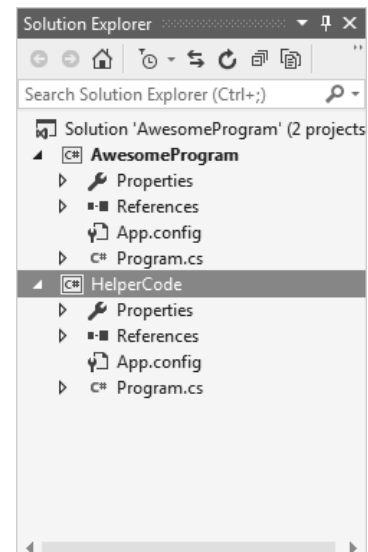 Solution Explorer
Search Solution Explorer (Ctrl+;)
Solution 'AwesomeProgram' (2 projects
C# AwesomeProgram
Properties
References
App.config
C# Program.cs
C# HelperCode
Properties
References
App.config
C# Program.cs